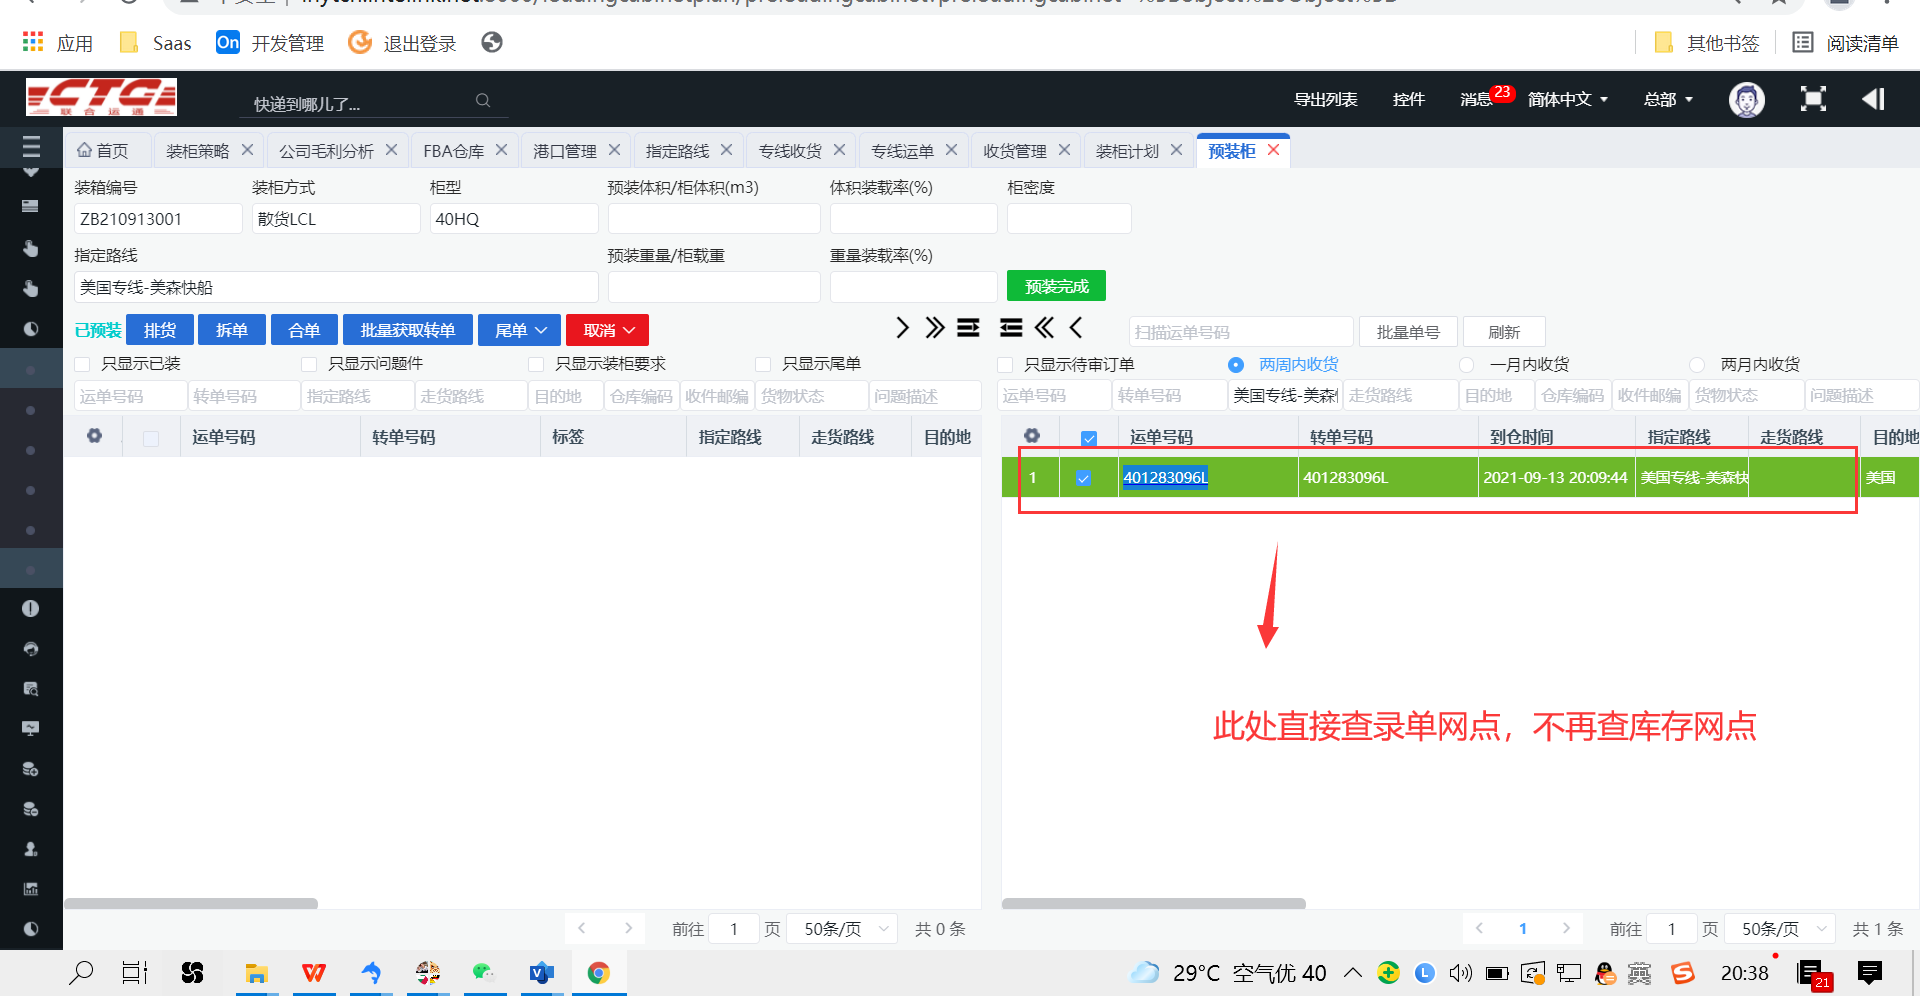 应用 Saas On 开发管理 退出登录 其他书签 阅读清单
CTG 联合运通 快递到哪儿了... 导出列表 控件 消息 23 简体中文 总部
首页 装柜策略 公司毛利分析 FBA仓库 港口管理 指定路线 专线收货 专线运单 收货管理 装柜计划 预装柜
装箱编号 装柜方式 柜型 预装体积/柜体积(m3) 体积装载率(%) 柜密度
ZB210913001 散货LCL 40HQ
指定路线 预装重量/柜载重 重量装载率(%)
美国专线-美森快船 预装完成
已预装 排货 拆单 合单 批量获取转单 尾单 取消 扫描运单号码 批量单号 刷新
只显示已装 只显示问题件 只显示装柜要求 只显示尾单 只显示待审订单 两周内收货 一月内收货 两月内收货
运单号码 转单号码 指定路线 走货路线 目的地 仓库编码 收件邮编 货物状态 问题描述 运单号码 转单号码 美国专线-美森 走货路线 目的地 仓库编码 收件邮编 货物状态 问题描述
运单号码 转单号码 标签 指定路线 走货路线 目的地 运单号码 转单号码 到仓时间 指定路线 走货路线 目的地
1 401283096L 401283096L 2021-09-13 20:09:44 美国专线-美森快 美国
此处直接查录单网点，不再查库存网点
前往 1 页 50条/页 共 0 条 1 前往 1 页 50条/页 共 1 条
29°C 空气优 40 英 20:38 21